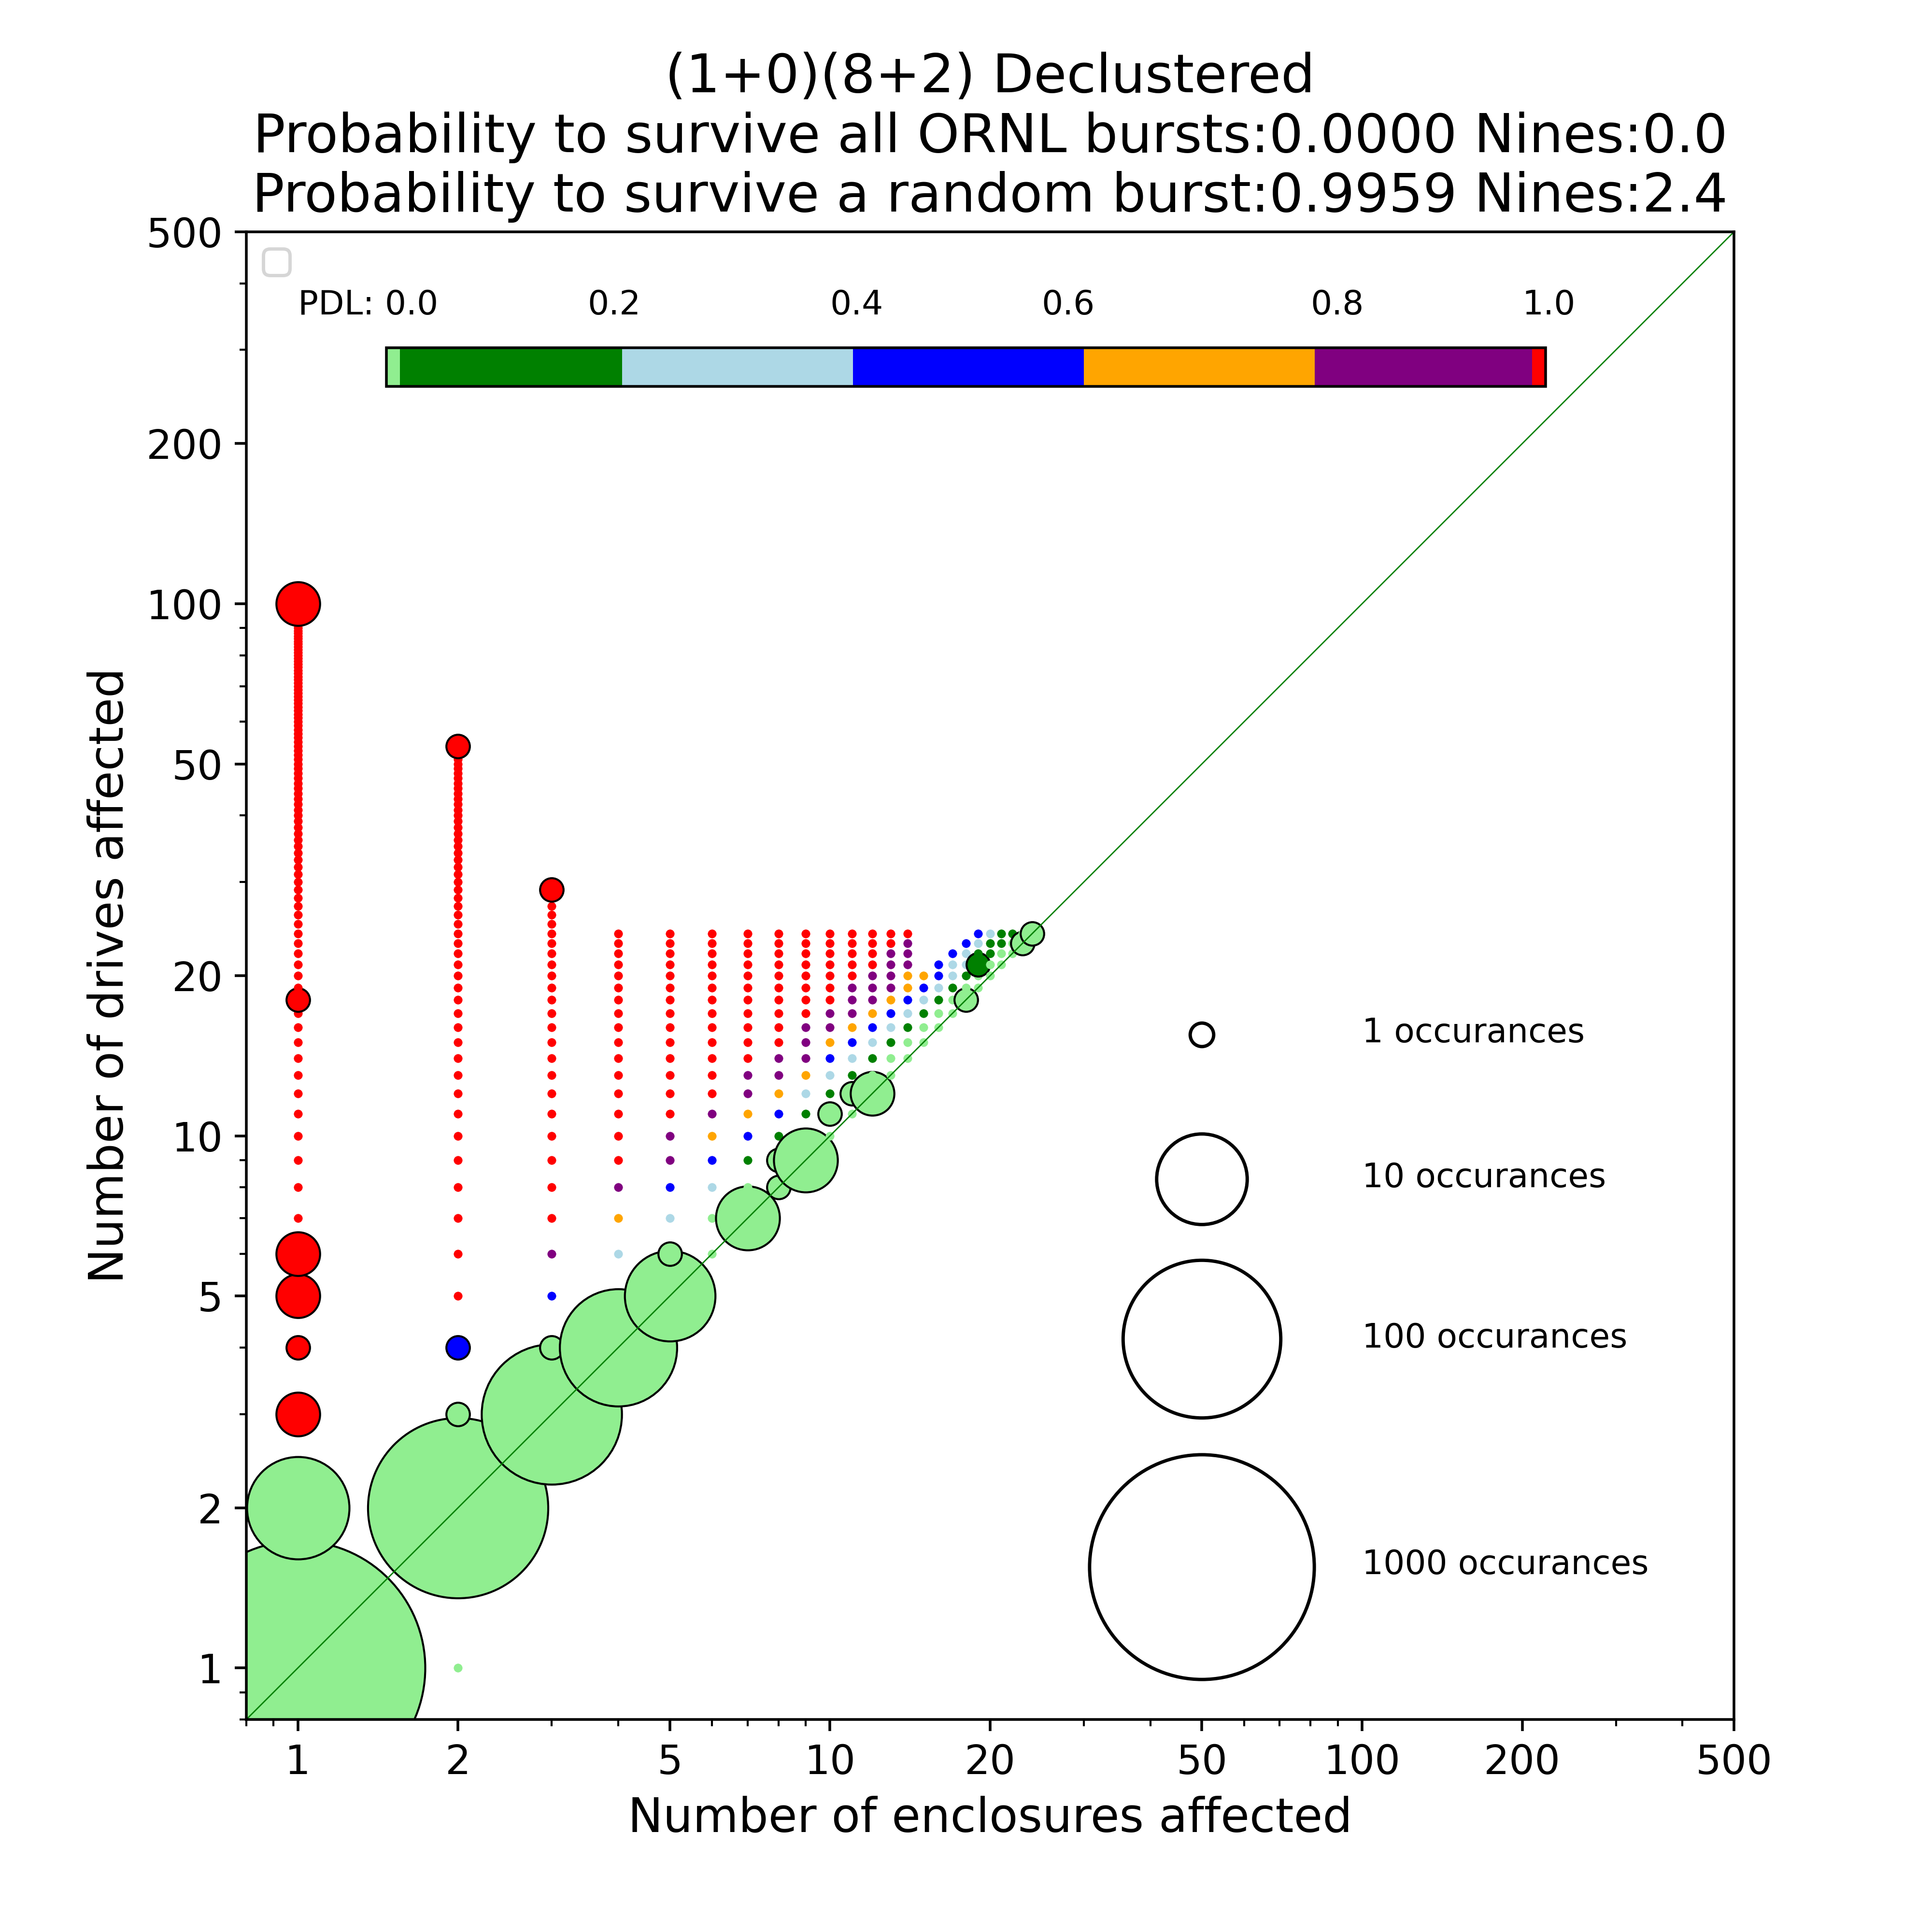 (1+0)(8+2) Declustered
Probability to survive all ORNL bursts:0.0000 Nines:0.0
Probability to survive a random burst:0.9959 Nines:2.4
500
PDL: 0.0 0.2 0.4 0.6 0.8 1.0
200
100
50
20
1 occurances
10
10 occurances
5
100 occurances
2
1000 occurances
1
Number of drives affected
1 2 5 10 20 50 100 200 500
Number of enclosures affected